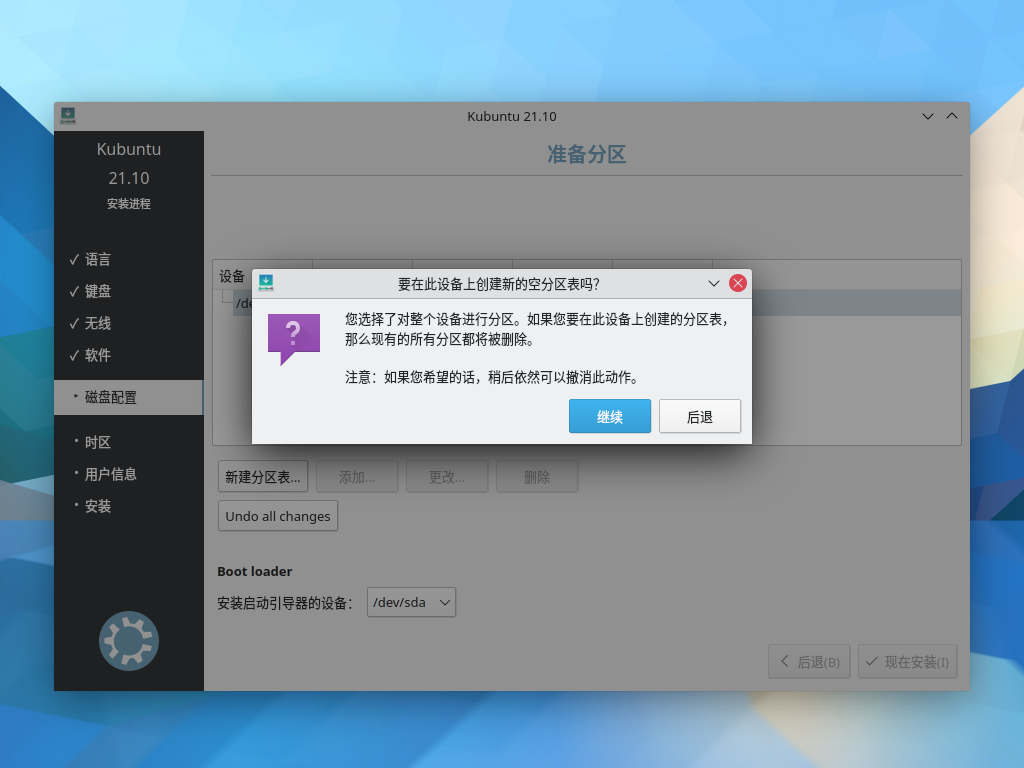 Kubuntu 21.10
Kubuntu
21.10
安装进程
语言
键盘
无线
软件
磁盘配置
时区
用户信息
安装
准备分区
设备
要在此设备上创建新的空分区表吗？
您选择了对整个设备进行分区。如果您要在此设备上创建的分区表，
那么现有的所有分区都将被删除。
注意：如果您希望的话，稍后依然可以撤消此动作。
继续
后退
新建分区表...
添加...
更改...
删除
Undo all changes
Boot loader
安装启动引导器的设备：
/dev/sda
后退(B)
现在安装(I)